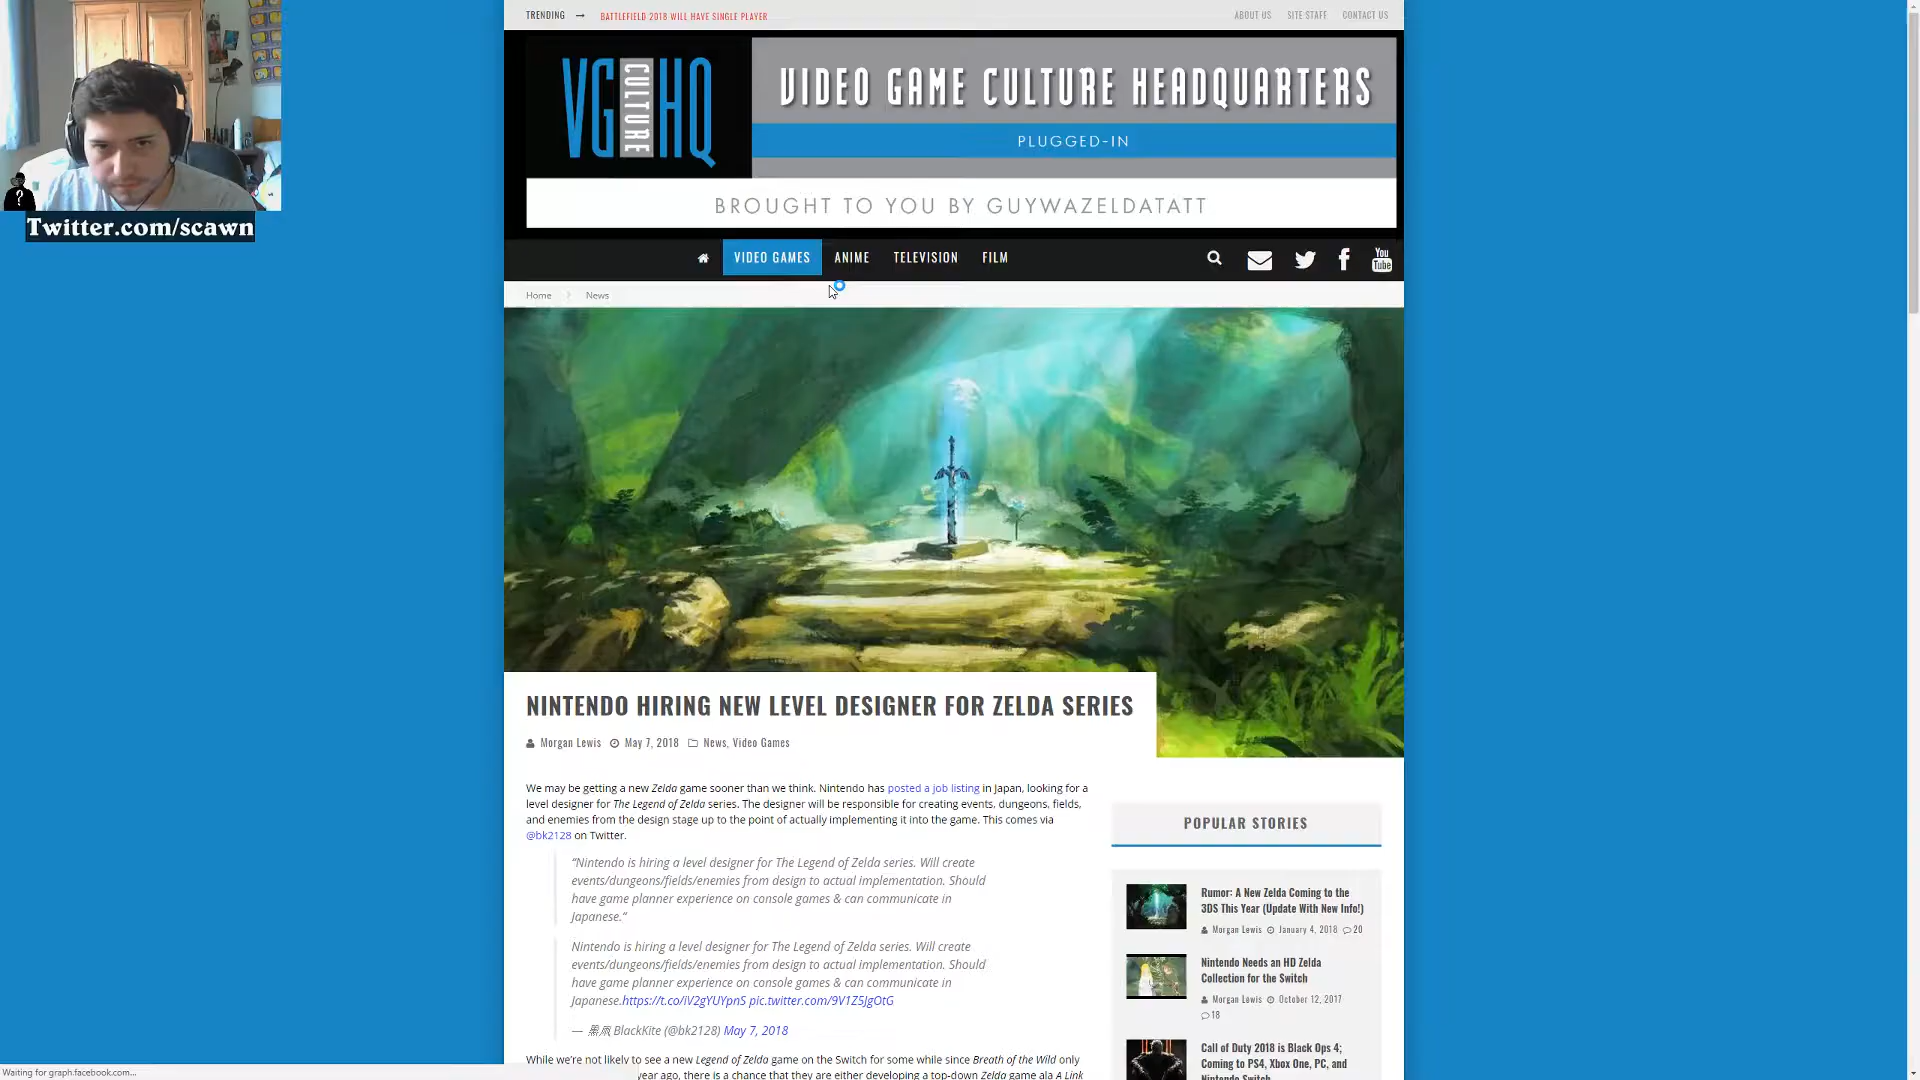 TRENDING → BATTLEFIELD 2018 WILL HAVE SINGLE PLAYER
ABOUT US SITE STAFF CONTACT US
VG CULTURE HQ
VIDEO GAME CULTURE HEADQUARTERS
PLUGGED-IN
BROUGHT TO YOU BY GUYWAZELDATATT
?
Twitter.com/scawn
VIDEO GAMES ANIME TELEVISION FILM
You Tube
Home News
NINTENDO HIRING NEW LEVEL DESIGNER FOR ZELDA SERIES
Morgan Lewis May 7, 2018 News, Video Games
We may be getting a new Zelda game sooner than we think. Nintendo has posted a job listing in Japan, looking for a
level designer for The Legend of Zelda series. The designer will be responsible for creating events, dungeons, fields,
and enemies from the design stage up to the point of actually implementing it into the game. This comes via
@bk2128 on Twitter.
“Nintendo is hiring a level designer for The Legend of Zelda series. Will create
events/dungeons/fields/enemies from design to actual implementation. Should
have game planner experience on console games & can communicate in
Japanese.”
Nintendo is hiring a level designer for The Legend of Zelda series. Will create
events/dungeons/fields/enemies from design to actual implementation. Should
have game planner experience on console games & can communicate in
Japanese.https://t.co/iV2gYUYpnS pic.twitter.com/9V1Z5JgOtG
— BlackKite (@bk2128) May 7, 2018
While we’re not likely to see a new Legend of Zelda game on the Switch for some while since Breath of the Wild only
year ago, there is a chance that they are either developing a top-down Zelda game ala A Link
POPULAR STORIES
Rumor: A New Zelda Coming to the
3DS This Year (Update With New Info!)
Morgan Lewis January 4, 2018 20
Nintendo Needs an HD Zelda
Collection for the Switch
Morgan Lewis October 12, 2017
18
Call of Duty 2018 is Black Ops 4;
Coming to PS4, Xbox One, PC, and
Nintendo Switch
Waiting for graph.facebook.com...